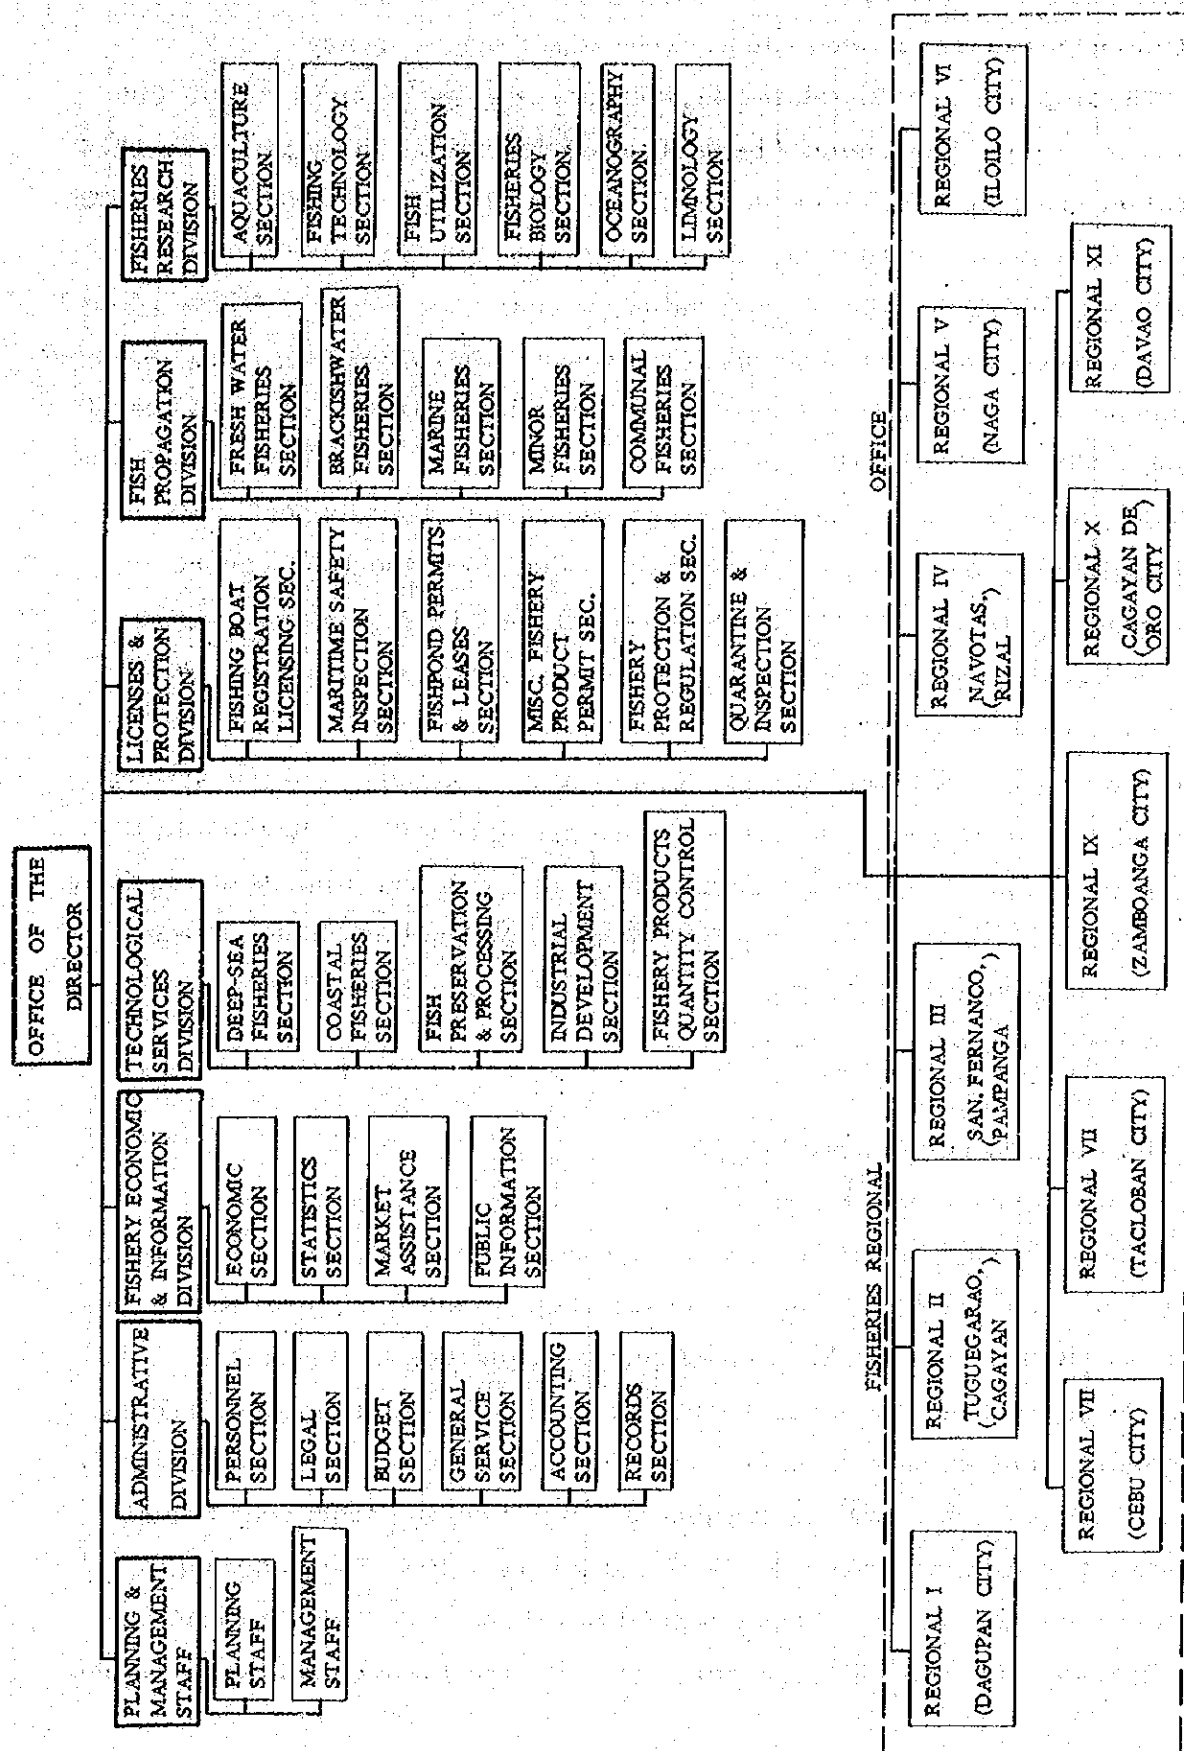 OFFICE OF THE
DIRECTOR
PLANNING &
MANAGEMENT
STAFF
PLANNING
STAFF
MANAGEMENT
STAFF
ADMINISTRATIVE
DIVISION
PERSONNEL
SECTION
LEGAL
SECTION
BUDGET
SECTION
GENERAL
SERVICE
SECTION
ACCOUNTING
SECTION
RECORDS
SECTION
FISHERY ECONOMIC
& INFORMATION
DIVISION
ECONOMIC
SECTION
STATISTICS
SECTION
MARKET
ASSISTANCE
SECTION
PUBLIC
INFORMATION
SECTION
TECHNOLOGICAL
SERVICES
DIVISION
DEEP-SEA
FISHERIES
SECTION
COASTAL
FISHERIES
SECTION
FISH
PRESERVATION
& PROCESSING
SECTION
INDUSTRIAL
DEVELOPMENT
SECTION
FISHERY PRODUCTS
QUANTITY CONTROL
SECTION
LICENSES &
PROTECTION
DIVISION
FISHING BOAT
REGISTRATION
LICENSING SEC.
MARITIME SAFETY
INSPECTION
SECTION
FISHPOND PERMITS
& LEASES
SECTION
MISC. FISHERY
PRODUCT
PERMIT SEC.
FISHERY
PROTECTION &
REGULATION SEC.
QUARANTINE &
INSPECTION
SECTION
FISH
PROPAGATION
DIVISION
FRESH WATER
FISHERIES
SECTION
BRACKISHWATER
FISHERIES
SECTION
MARINE
FISHERIES
SECTION
MINOR
FISHERIES
SECTION
COMMUNAL
FISHERIES
SECTION
FISHERIES
RESEARCH
DIVISION
AQUACULTURE
SECTION
FISHING
TECHNOLOGY
SECTION
FISH
UTILIZATION
SECTION
FISHERIES
BIOLOGY
SECTION
OCEANOGRAPHY
SECTION
LIMNOLOGY
SECTION
FISHERIES REGIONAL OFFICE
REGIONAL I
(DAGUPAN CITY)
REGIONAL II
(TUGUEGARAO,
CAGAYAN)
REGIONAL III
(SAN. FERNANCO,
PAMPANGA)
REGIONAL IV
(NAVOTAS,
RIZAL)
REGIONAL V
(NAGA CITY)
REGIONAL VI
(ILOILO CITY)
REGIONAL VII
(CEBU CITY)
REGIONAL VII
(TACLOBAN CITY)
REGIONAL IX
(ZAMBOANGA CITY)
REGIONAL X
(CAGAYAN DE
ORO CITY)
REGIONAL XI
(DAVAO CITY)